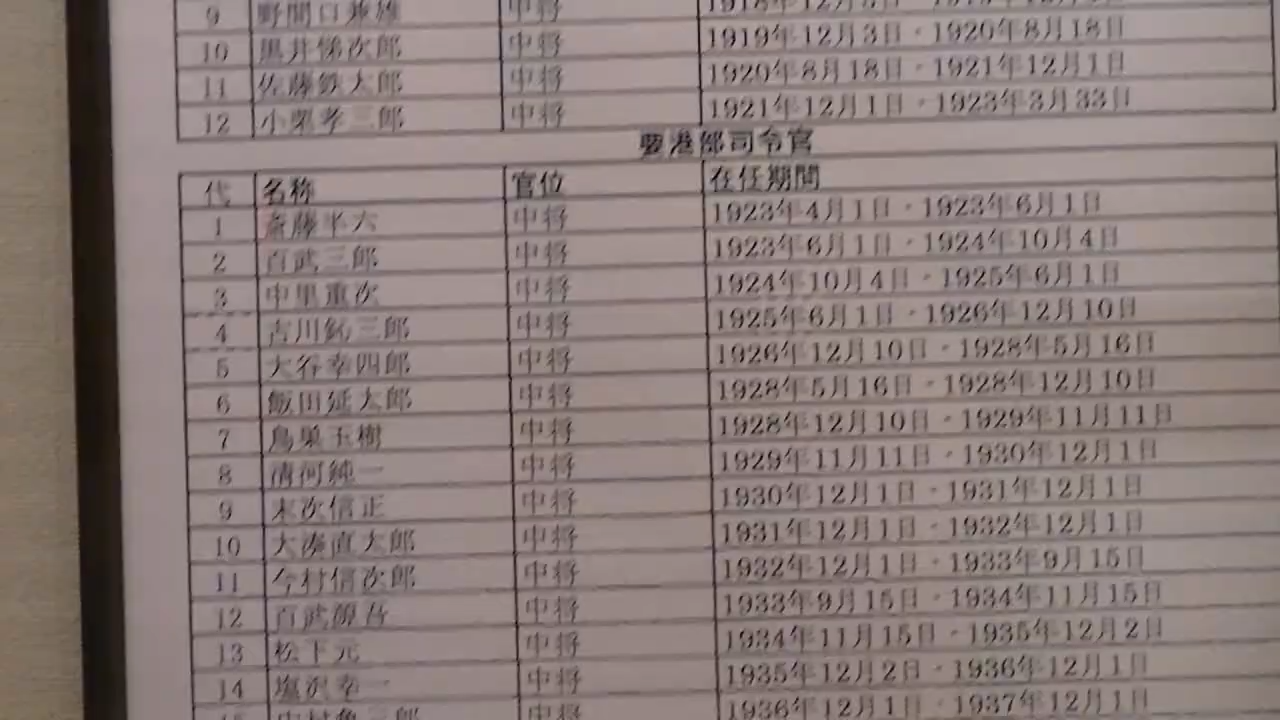 9 野間口兼雄 中将 1918年12月
10 黒井悌次郎 中将 1919年12月3日 - 1920年8月18日
11 佐藤鉄太郎 中将 1920年8月18日 - 1921年12月1日
12 小栗孝三郎 中将 1921年12月1日 - 1923年3月33日
要港部司令官
代 名称 官位 在任期間
1 斎藤半六 中将 1923年4月1日 - 1923年6月1日
2 百武三郎 中将 1923年6月1日 - 1924年10月4日
3 中里重次 中将 1924年10月4日 - 1925年6月1日
4 古川鈊三郎 中将 1925年6月1日 - 1926年12月10日
5 大谷幸四郎 中将 1926年12月10日 - 1928年5月16日
6 飯田延太郎 中将 1928年5月16日 - 1928年12月10日
7 鳥巣玉樹 中将 1928年12月10日 - 1929年11月11日
8 清河純一 中将 1929年11月11日 - 1930年12月1日
9 末次信正 中将 1930年12月1日 - 1931年12月1日
10 大湊直太郎 中将 1931年12月1日 - 1932年12月1日
11 今村信次郎 中将 1932年12月1日 - 1933年9月15日
12 百武源吾 中将 1933年9月15日 - 1934年11月15日
13 松下元 中将 1934年11月15日 - 1935年12月2日
14 塩沢幸一 中将 1935年12月2日 - 1936年12月1日
15 中村亀三郎 中将 1936年12月1日 - 1937年12月1日